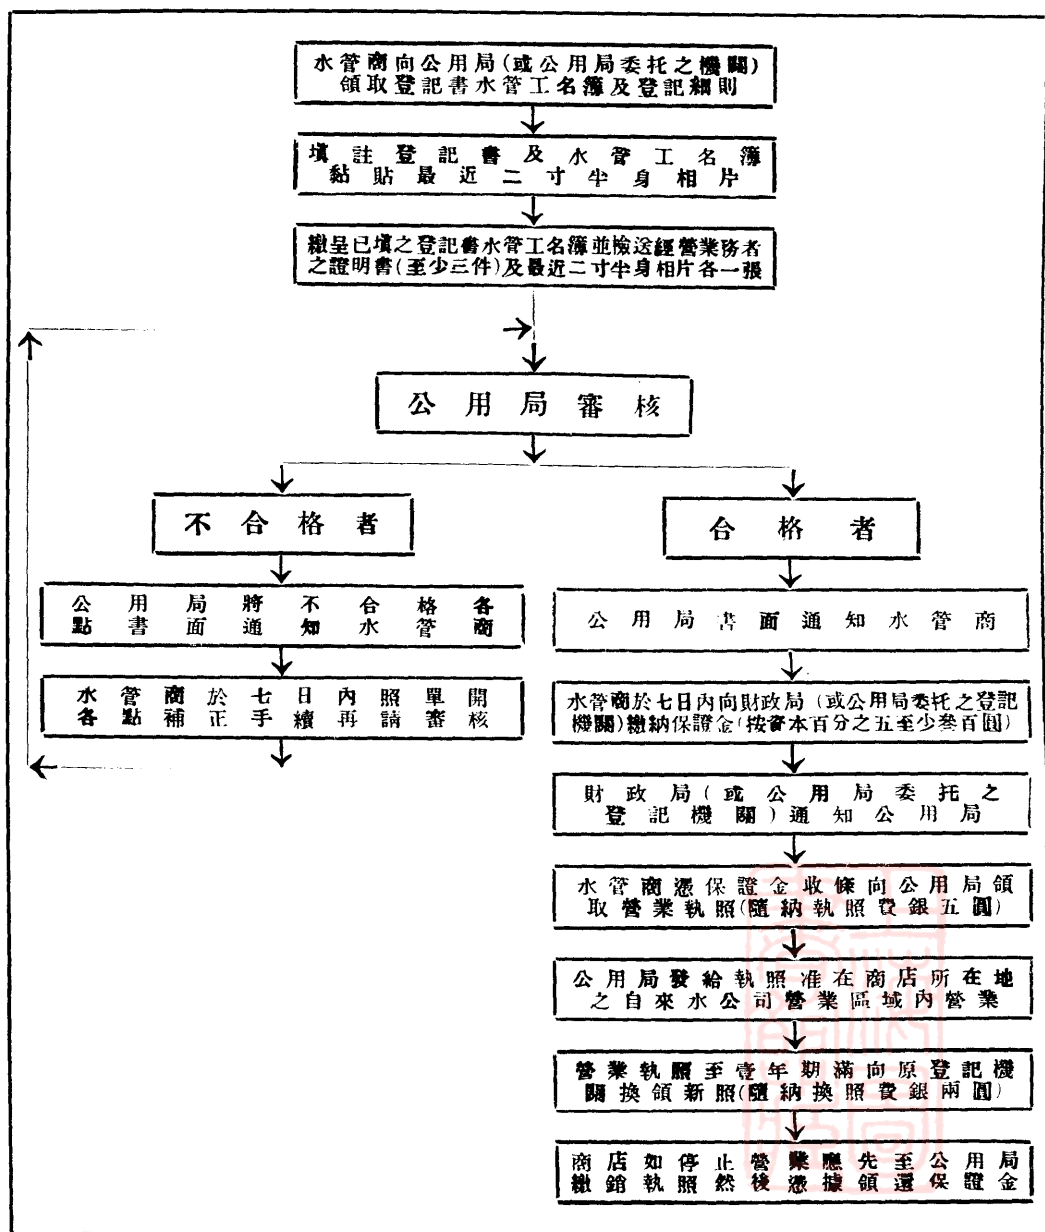 水管商向公用局(或公用局委托之機關)
領取登記書水管工名簿及登記細則
填註登記書及水管工名簿
黏貼最近二寸半身相片
繳呈已填之登記書水管工名簿並檢送經營業務者
之證明書(至少三件)及最近二寸半身相片各一張
公用局審核
不合格者
公用局將不合格各
點書面通知水管商
水管商於七日內照單開
各點補正手續再請審核
合格者
公用局書面通知水管商
水管商於七日內向財政局(或公用局委托之登記
機關)繳納保證金(按資本百分之五至少叄百圓)
財政局(或公用局委托之
登記機關)通知公用局
水管商憑保證金收條向公用局領
取營業執照(隨納執照費銀五圓)
公用局發給執照准在商店所在地
之自來水公司營業區域內營業
營業執照至壹年期滿向原登記機
關換領新照(隨納換照費銀兩圓)
商店如停止營業應先至公用局
繳銷執照然後憑據領還保證金